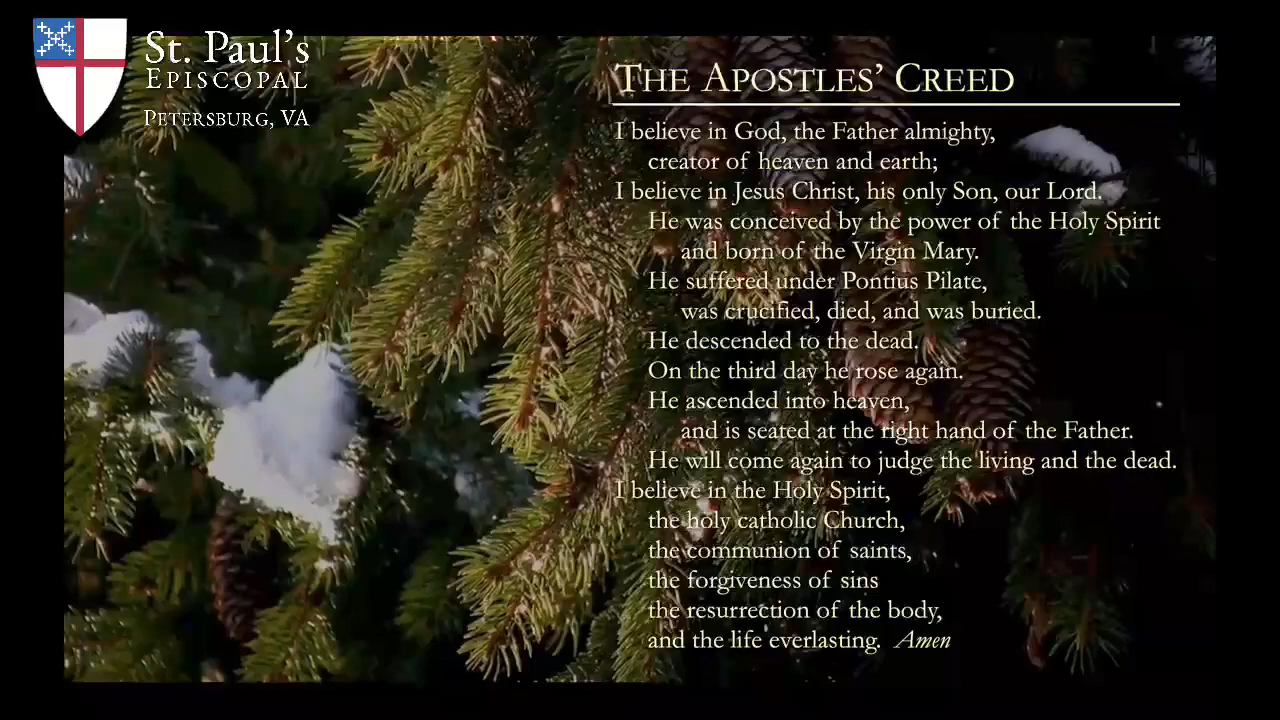 St. Paul's
Episcopal
Petersburg, VA
The Apostles' Creed
I believe in God, the Father almighty,
creator of heaven and earth;
I believe in Jesus Christ, his only Son, our Lord.
He was conceived by the power of the Holy Spirit
and born of the Virgin Mary.
He suffered under Pontius Pilate,
was crucified, died, and was buried.
He descended to the dead.
On the third day he rose again.
He ascended into heaven,
and is seated at the right hand of the Father.
He will come again to judge the living and the dead.
I believe in the Holy Spirit,
the holy catholic Church,
the communion of saints,
the forgiveness of sins
the resurrection of the body,
and the life everlasting. Amen